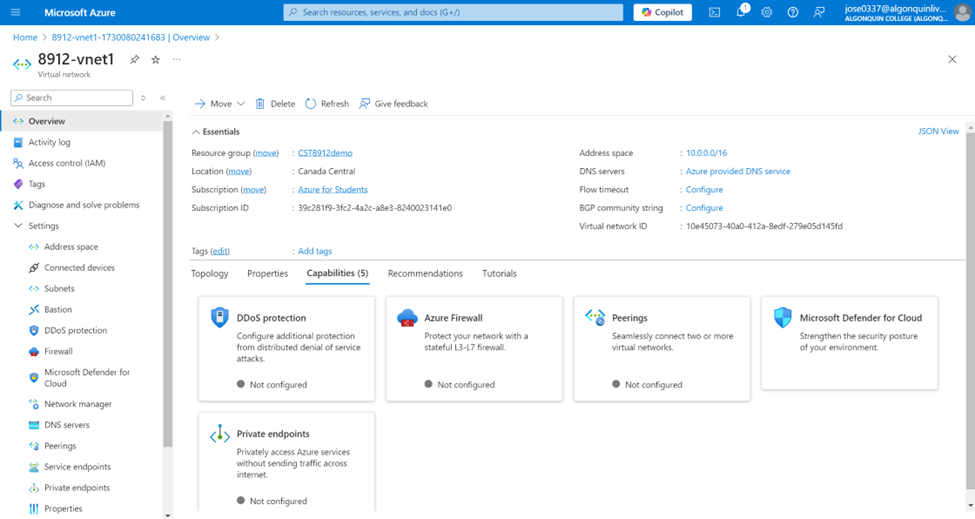 Microsoft Azure
Search resources, services, and docs (G+/)
Copilot
1
jose0337@algonquinliv...
ALGONQUIN COLLEGE (ALGONQ...
Home > 8912-vnet1-1730080241683 | Overview >
8912-vnet1
Virtual network
Search
Overview
Activity log
Access control (IAM)
Tags
Diagnose and solve problems
Settings
Address space
Connected devices
Subnets
Bastion
DDoS protection
Firewall
Microsoft Defender for
Cloud
Network manager
DNS servers
Peerings
Service endpoints
Private endpoints
Properties
Move
Delete
Refresh
Give feedback
Essentials
JSON View
Resource group (move) : CST8912demo
Location (move) : Canada Central
Subscription (move) : Azure for Students
Subscription ID : 39c281f9-3fc2-4a2c-a8e3-8240023141e0
Address space : 10.0.0.0/16
DNS servers : Azure provided DNS service
Flow timeout : Configure
BGP community string : Configure
Virtual network ID : 10e45073-40a0-412a-8edf-279e05d145fd
Tags (edit) : Add tags
Topology
Properties
Capabilities (5)
Recommendations
Tutorials
DDoS protection
Configure additional protection
from distributed denial of service
attacks.
Not configured
Azure Firewall
Protect your network with a
stateful L3-L7 firewall.
Not configured
Peerings
Seamlessly connect two or more
virtual networks.
Not configured
Microsoft Defender for Cloud
Strengthen the security posture
of your environment.
Private endpoints
Privately access Azure services
without sending traffic across
internet.
Not configured